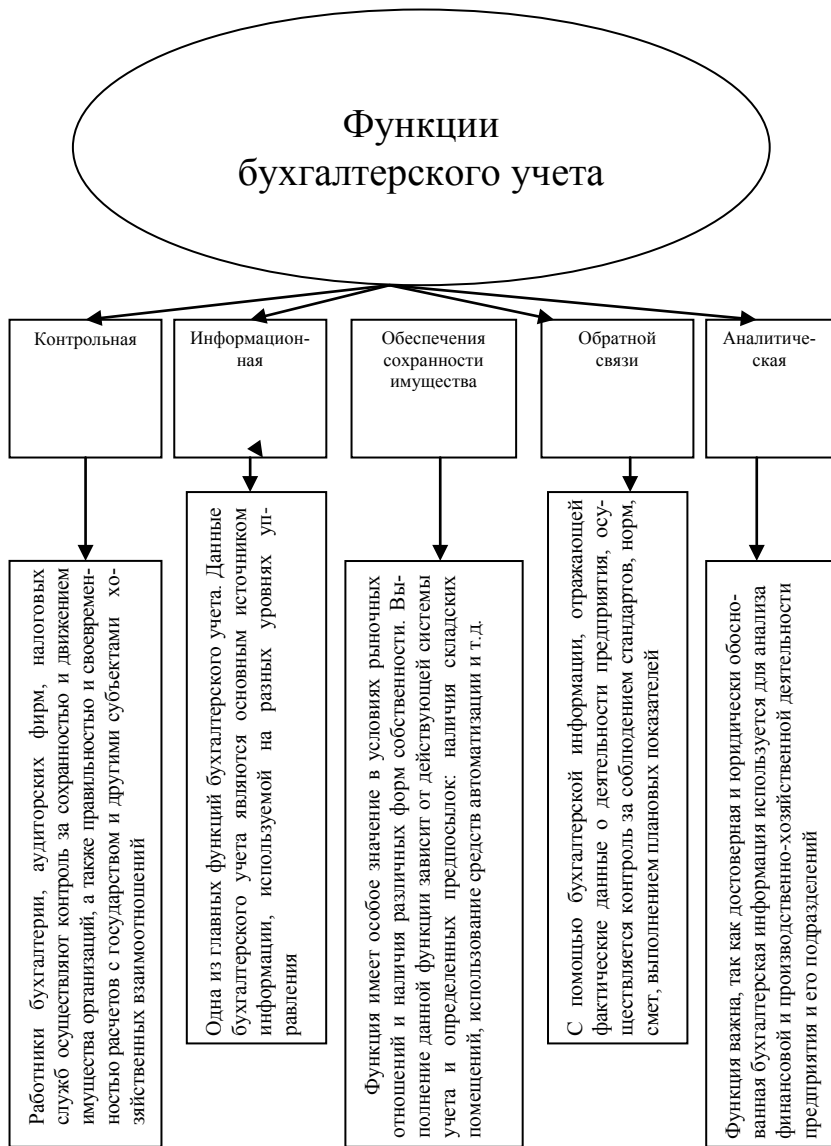 Функции
бухгалтерского учета
Контрольная
Информацион-
ная
Обеспечения
сохранности
имущества
Обратной
связи
Аналитиче-
ская
Работники бухгалтерии, аудиторских фирм, налоговых
служб осуществляют контроль за сохранностью и движением
имущества организаций, а также правильностью и своевремен-
ностью расчетов с государством и другими субъектами хо-
зяйственных взаимоотношений
Одна из главных функций бухгалтерского учета. Данные
бухгалтерского учета являются основным источником
информации, используемой на разных уровнях уп-
равления
Функция имеет особое значение в условиях рыночных
отношений и наличия различных форм собственности. Вы-
полнение данной функции зависит от действующей системы
учета и определенных предпосылок: наличия складских
помещений, использование средств автоматизации и т.д.
С помощью бухгалтерской информации, отражающей
фактические данные о деятельности предприятия, осу-
ществляется контроль за соблюдением стандартов, норм,
смет, выполнением плановых показателей
Функция важна, так как достоверная и юридически обосно-
ванная бухгалтерская информация используется для анализа
финансовой и производственно-хозяйственной деятельности
предприятия и его подразделений